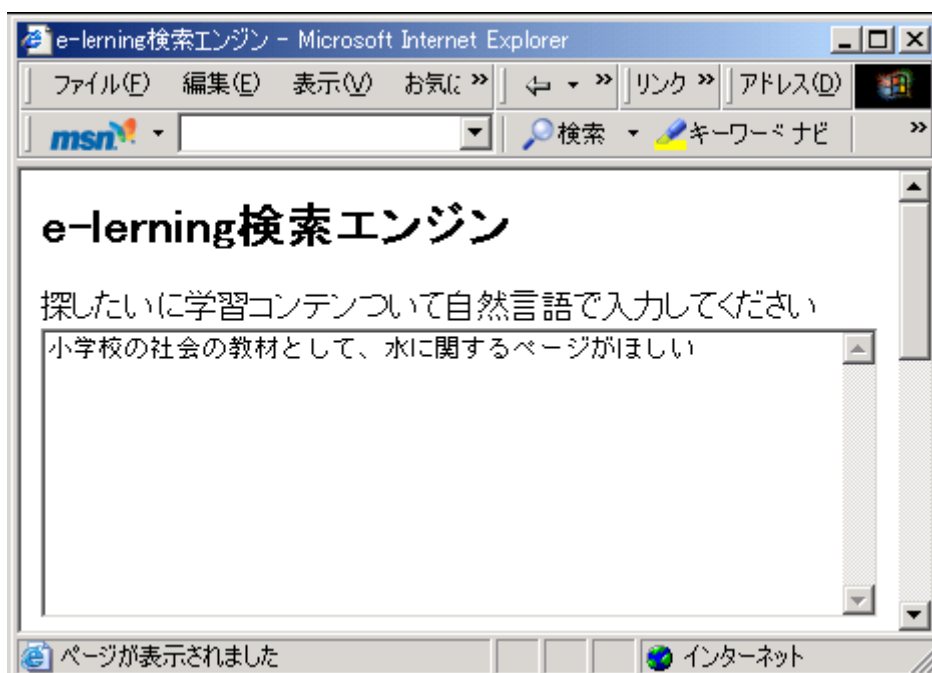 e-lerning検索エンジン - Microsoft Internet Explorer
ファイル(F) 編集(E) 表示(V) お気に » » リンク » アドレス(D)
msn 検索 キーワード ナビ »
e-lerning検索エンジン
探したいに学習コンテンついて自然言語で入力してください
小学校の社会の教材として、水に関するページがほしい
ページが表示されました インターネット